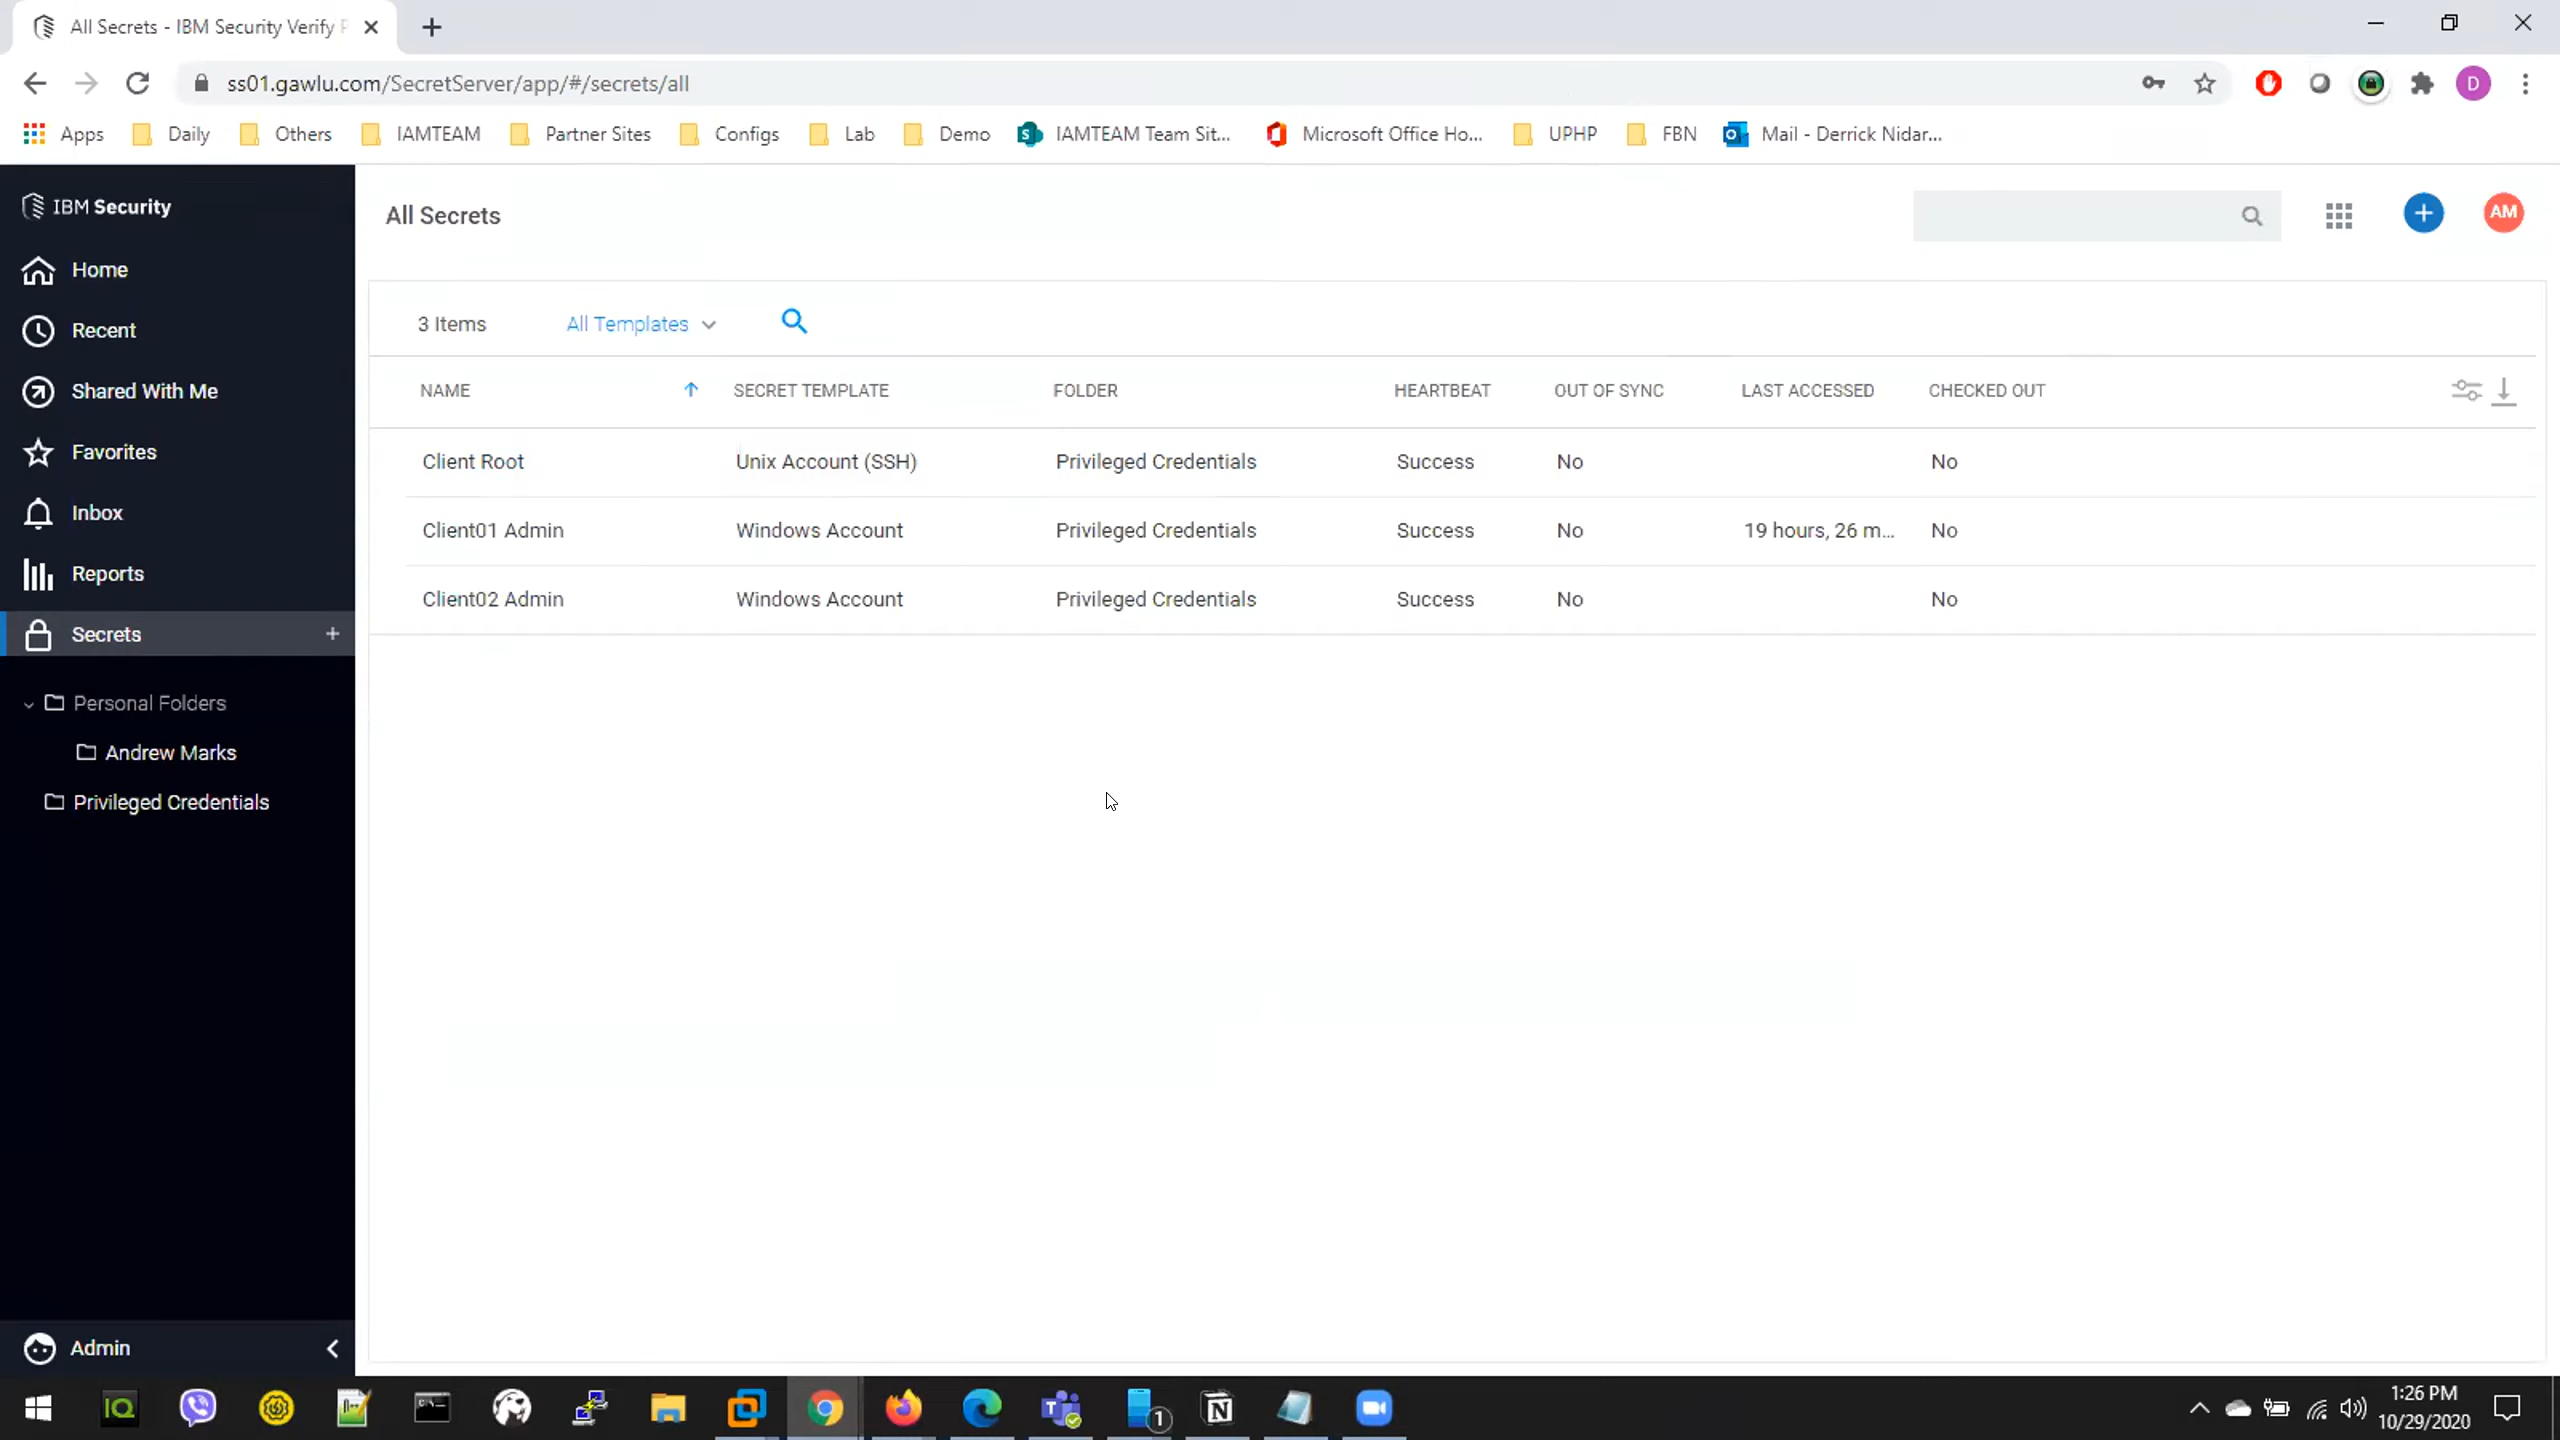 All Secrets - IBM Security Verify P
ss01.gawlu.com/SecretServer/app/#/secrets/all
D
Apps Daily Others IAMTEAM Partner Sites Configs Lab Demo IAMTEAM Team Sit... Microsoft Office Ho... UPHP FBN Mail - Derrick Nidar...
IBM Security
All Secrets
AM
Home
Recent
Shared With Me
Favorites
Inbox
Reports
Secrets +
Personal Folders
Andrew Marks
Privileged Credentials
Admin
3 Items All Templates
NAME SECRET TEMPLATE FOLDER HEARTBEAT OUT OF SYNC LAST ACCESSED CHECKED OUT
Client Root Unix Account (SSH) Privileged Credentials Success No No
Client01 Admin Windows Account Privileged Credentials Success No 19 hours, 26 m... No
Client02 Admin Windows Account Privileged Credentials Success No No
IQ
1
1:26 PM
10/29/2020